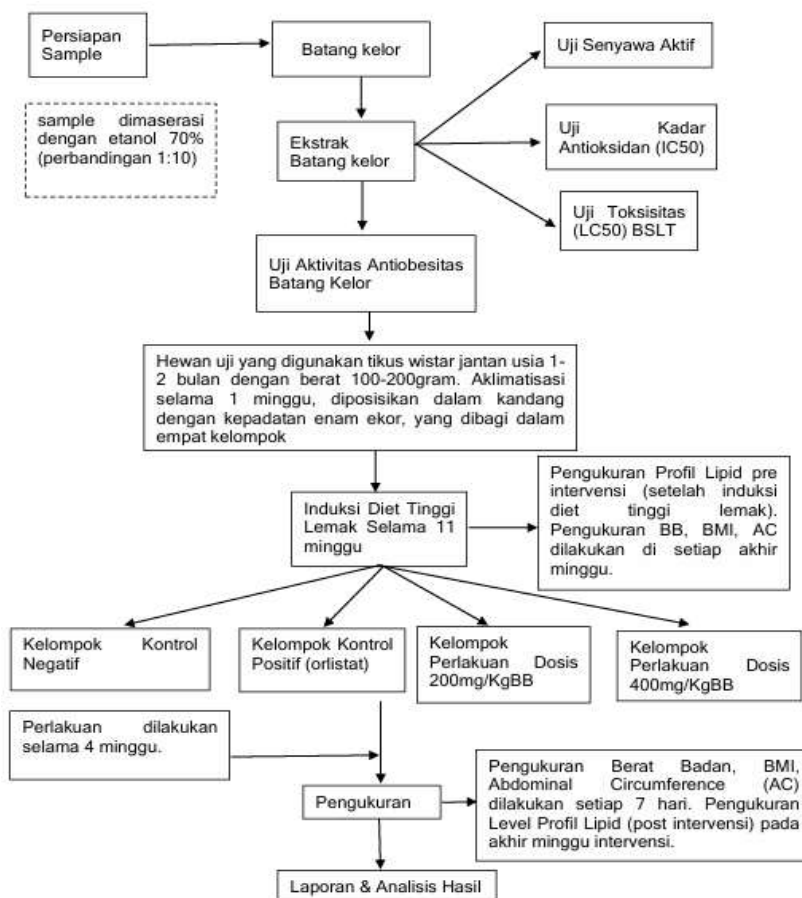 Persiapan
Sample
Batang kelor
Uji Senyawa Aktif
sample dimaserasi
dengan etanol 70%
(perbandingan 1:10)
Ekstrak
Batang kelor
Uji Kadar
Antioksidan (IC50)
Uji Toksisitas
(LC50) BSLT
Uji Aktivitas Antiobesitas
Batang Kelor
Hewan uji yang digunakan tikus wistar jantan usia 1-
2 bulan dengan berat 100-200gram. Aklimatisasi
selama 1 minggu, diposisikan dalam kandang
dengan kepadatan enam ekor, yang dibagi dalam
empat kelompok
Induksi Diet Tinggi
Lemak Selama 11
minggu
Pengukuran Profil Lipid pre
intervensi (setelah induksi
diet tinggi lemak).
Pengukuran BB, BMI, AC
dilakukan di setiap akhir
minggu.
Kelompok Kontrol
Negatif
Kelompok Kontrol
Positif (orlistat)
Kelompok
Perlakuan Dosis
200mg/KgBB
Kelompok
Perlakuan Dosis
400mg/KgBB
Perlakuan dilakukan
selama 4 minggu.
Pengukuran
Pengukuran Berat Badan, BMI,
Abdominal Circumference (AC)
dilakukan setiap 7 hari. Pengukuran
Level Profil Lipid (post intervensi) pada
akhir minggu intervensi.
Laporan & Analisis Hasil